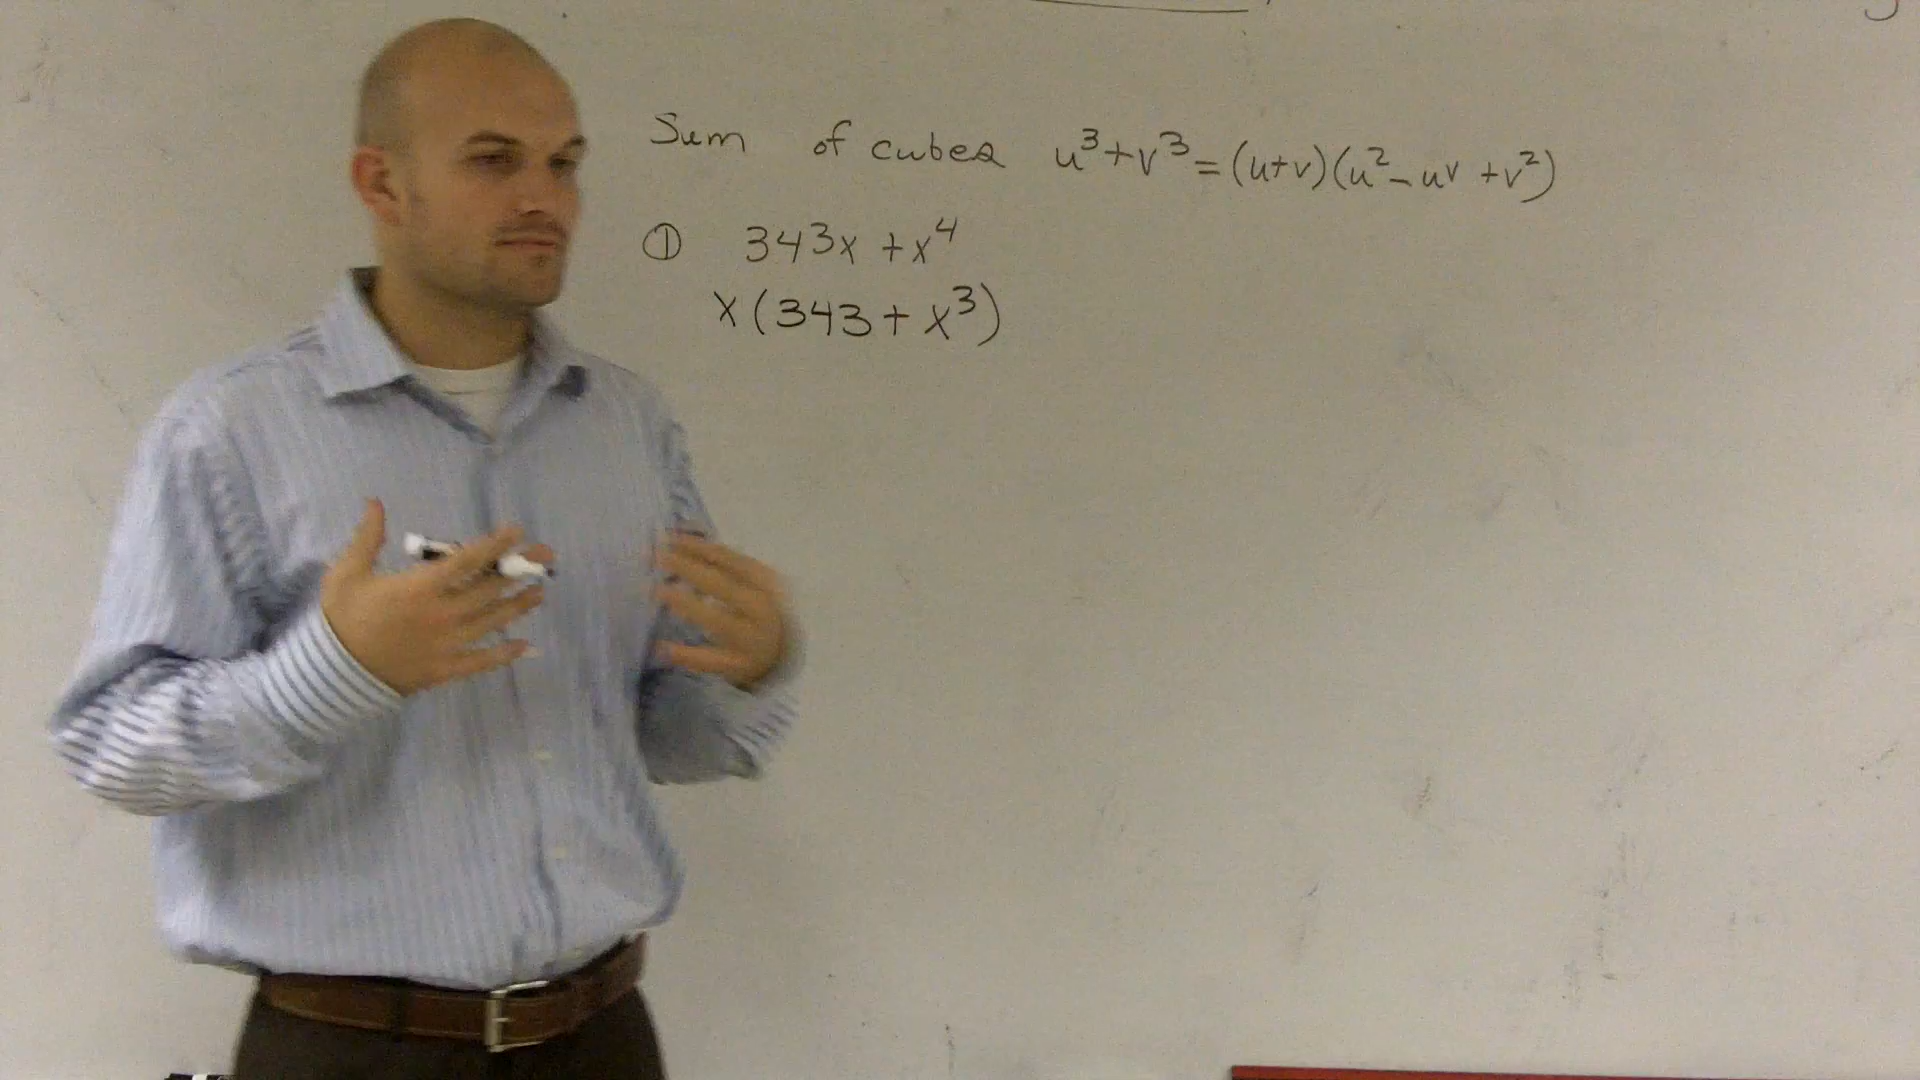 Sum of cubes u³+v³=(u+v)(u²-uv+v²)
① 343x+x⁴
x(343+x³)